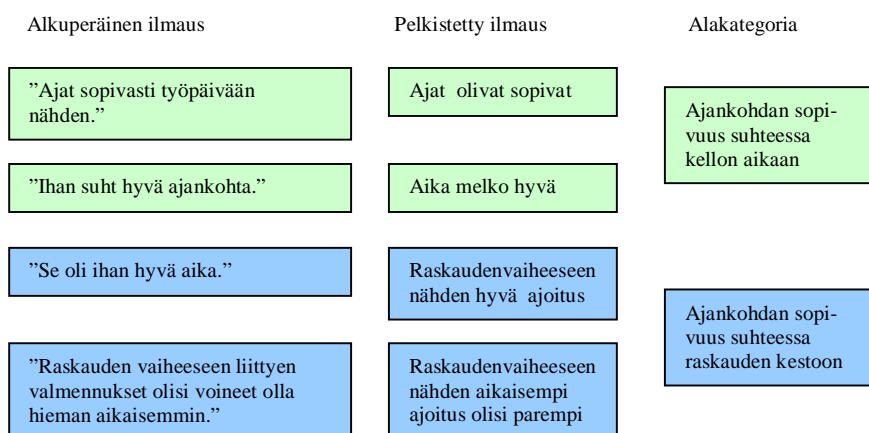 Alkuperäinen ilmaus
Pelkistetty ilmaus
Alakategoria
”Ajat sopivasti työpäivään
nähden.”
Ajat olivat sopivat
Ajankohdan sopi-
vuus suhteessa
kellon aikaan
”Ihan suht hyvä ajankohta.”
Aika melko hyvä
”Se oli ihan hyvä aika.”
Raskaudenvaiheeseen
nähden hyvä ajoitus
Ajankohdan sopi-
vuus suhteessa
raskauden kestoon
”Raskauden vaiheeseen liittyen
valmennukset olisi voineet olla
hieman aikaisemmin.”
Raskaudenvaiheeseen
nähden aikaisempi
ajoitus olisi parempi